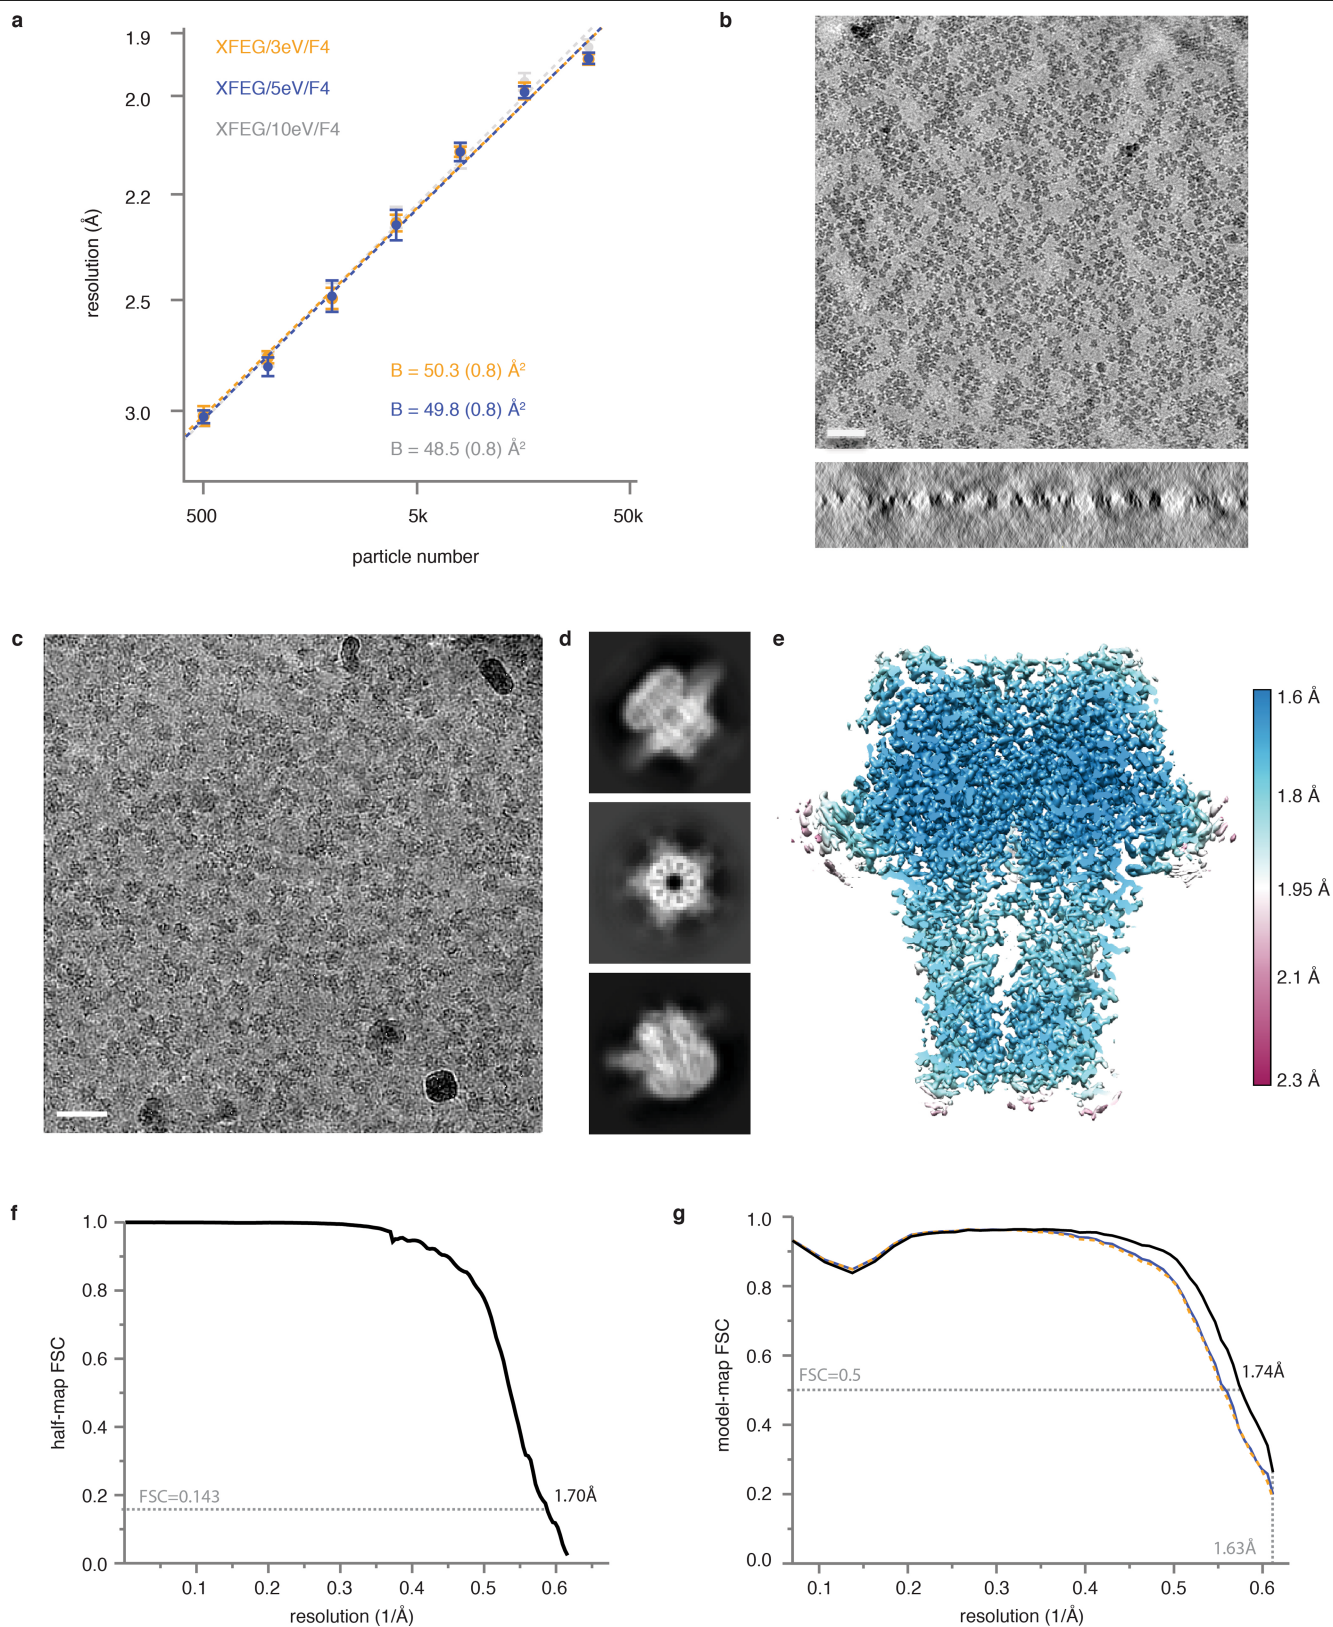 a
1.9
2.0
2.2
2.5
3.0
resolution (Å)
XFEG/3eV/F4
XFEG/5eV/F4
XFEG/10eV/F4
B = 50.3 (0.8) Å²
B = 49.8 (0.8) Å²
B = 48.5 (0.8) Å²
500
5k
50k
particle number
b
c
d
e
1.6 Å
1.8 Å
1.95 Å
2.1 Å
2.3 Å
f
1.0
0.8
0.6
0.4
0.2
0.0
half-map FSC
FSC=0.143
1.70Å
0.1
0.2
0.3
0.4
0.5
0.6
resolution (1/Å)
g
1.0
0.8
0.6
0.4
0.2
0.0
model-map FSC
FSC=0.5
1.74Å
1.63Å
0.1
0.2
0.3
0.4
0.5
0.6
resolution (1/Å)